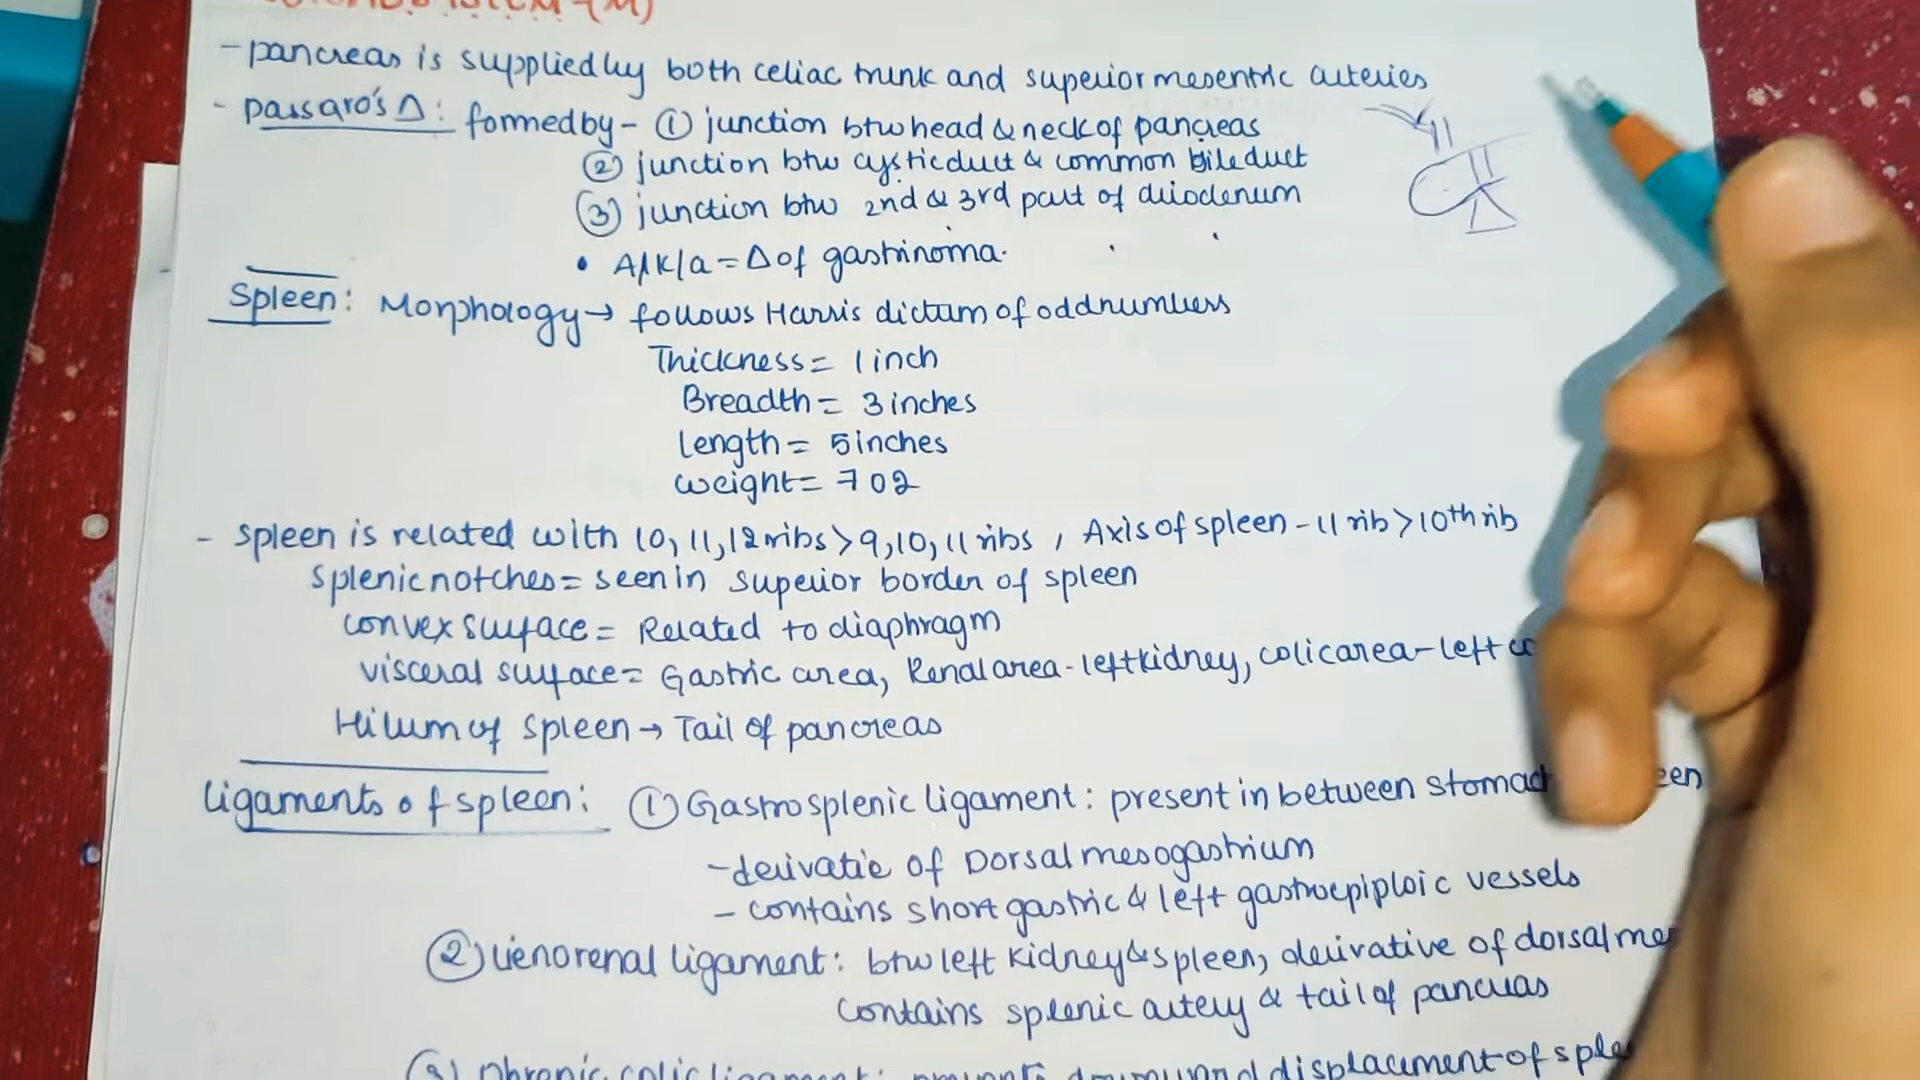 - pancreas is supplied by both celiac trunk and superior mesentric arteries
- passaro's Δ: formed by - ① junction btw head & neck of pancreas
② junction btw cystic duct & common bile duct
③ junction btw 2nd & 3rd part of duodenum
• A/k/a = Δ of gastrinoma.
Spleen: Morphology → follows Harris dictum of odd numbers
Thickness = 1 inch
Breadth = 3 inches
length = 5 inches
weight = 7 oz
- spleen is related with 10, 11, 12 ribs > 9, 10, 11 ribs, Axis of spleen - 11 rib > 10th rib
Splenic notches = seen in superior border of spleen
convex surface = Related to diaphragm
visceral surface = Gastric area, Renal area - left kidney, colic area - left
Hilum of spleen → Tail of pancreas
ligaments of spleen: ① Gastrosplenic ligament: present in between
-derivatie of Dorsal mesogastrium
- contains short gastric & left gastroepiploic vessels
② Lienorenal ligament: btw left kidney & spleen, derivative of dorsal
contains splenic artery & tail of pancreas
displacement of